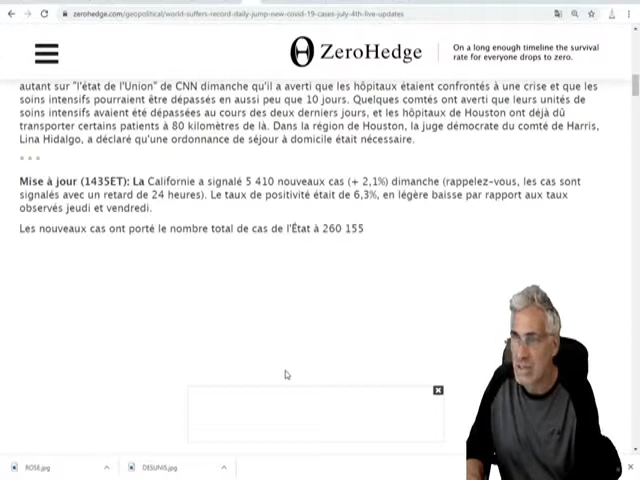 zerohedge.com/geopolitical/world-suffers-record-daily-jump-new-covid-19-cases-july-4th-live-updates
ZeroHedge
On a long enough timeline the survival
rate for everyone drops to zero.
autant sur "l'état de l'Union" de CNN dimanche qu'il a averti que les hôpitaux étaient confrontés à une crise et que les
soins intensifs pourraient être dépassés en aussi peu que 10 jours. Quelques comtés ont averti que leurs unités de
soins intensifs avaient été dépassées au cours des deux derniers jours, et les hôpitaux de Houston ont déjà dû
transporter certains patients à 80 kilomètres de là. Dans la région de Houston, la juge démocrate du comté de Harris,
Lina Hidalgo, a déclaré qu'une ordonnance de séjour à domicile était nécessaire.
* * *
Mise à jour (1435ET): La Californie a signalé 5 410 nouveaux cas (+ 2,1%) dimanche (rappelez-vous, les cas sont
signalés avec un retard de 24 heures). Le taux de positivité était de 6,3%, en légère baisse par rapport aux taux
observés jeudi et vendredi.
Les nouveaux cas ont porté le nombre total de cas de l'État à 260 155
ROSE.jpg
DESUNIS.jpg